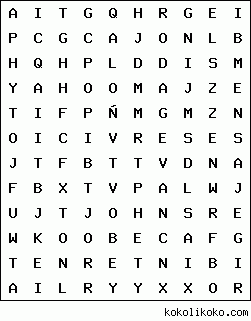 A I T G Q H R G E I
P C G C A J O N L B
H Q H P L D D I S M
Y A H O O M A J Z E
T I F P Ñ M G M Z N
O I C I V R E S E S
J T F B T T V D N A
F B X T V P A L W J
U J T J O H N S R E
W K O O B E C A F G
T E N R E T N I B I
A I L R Y Y X X O R
kokolikoko.com